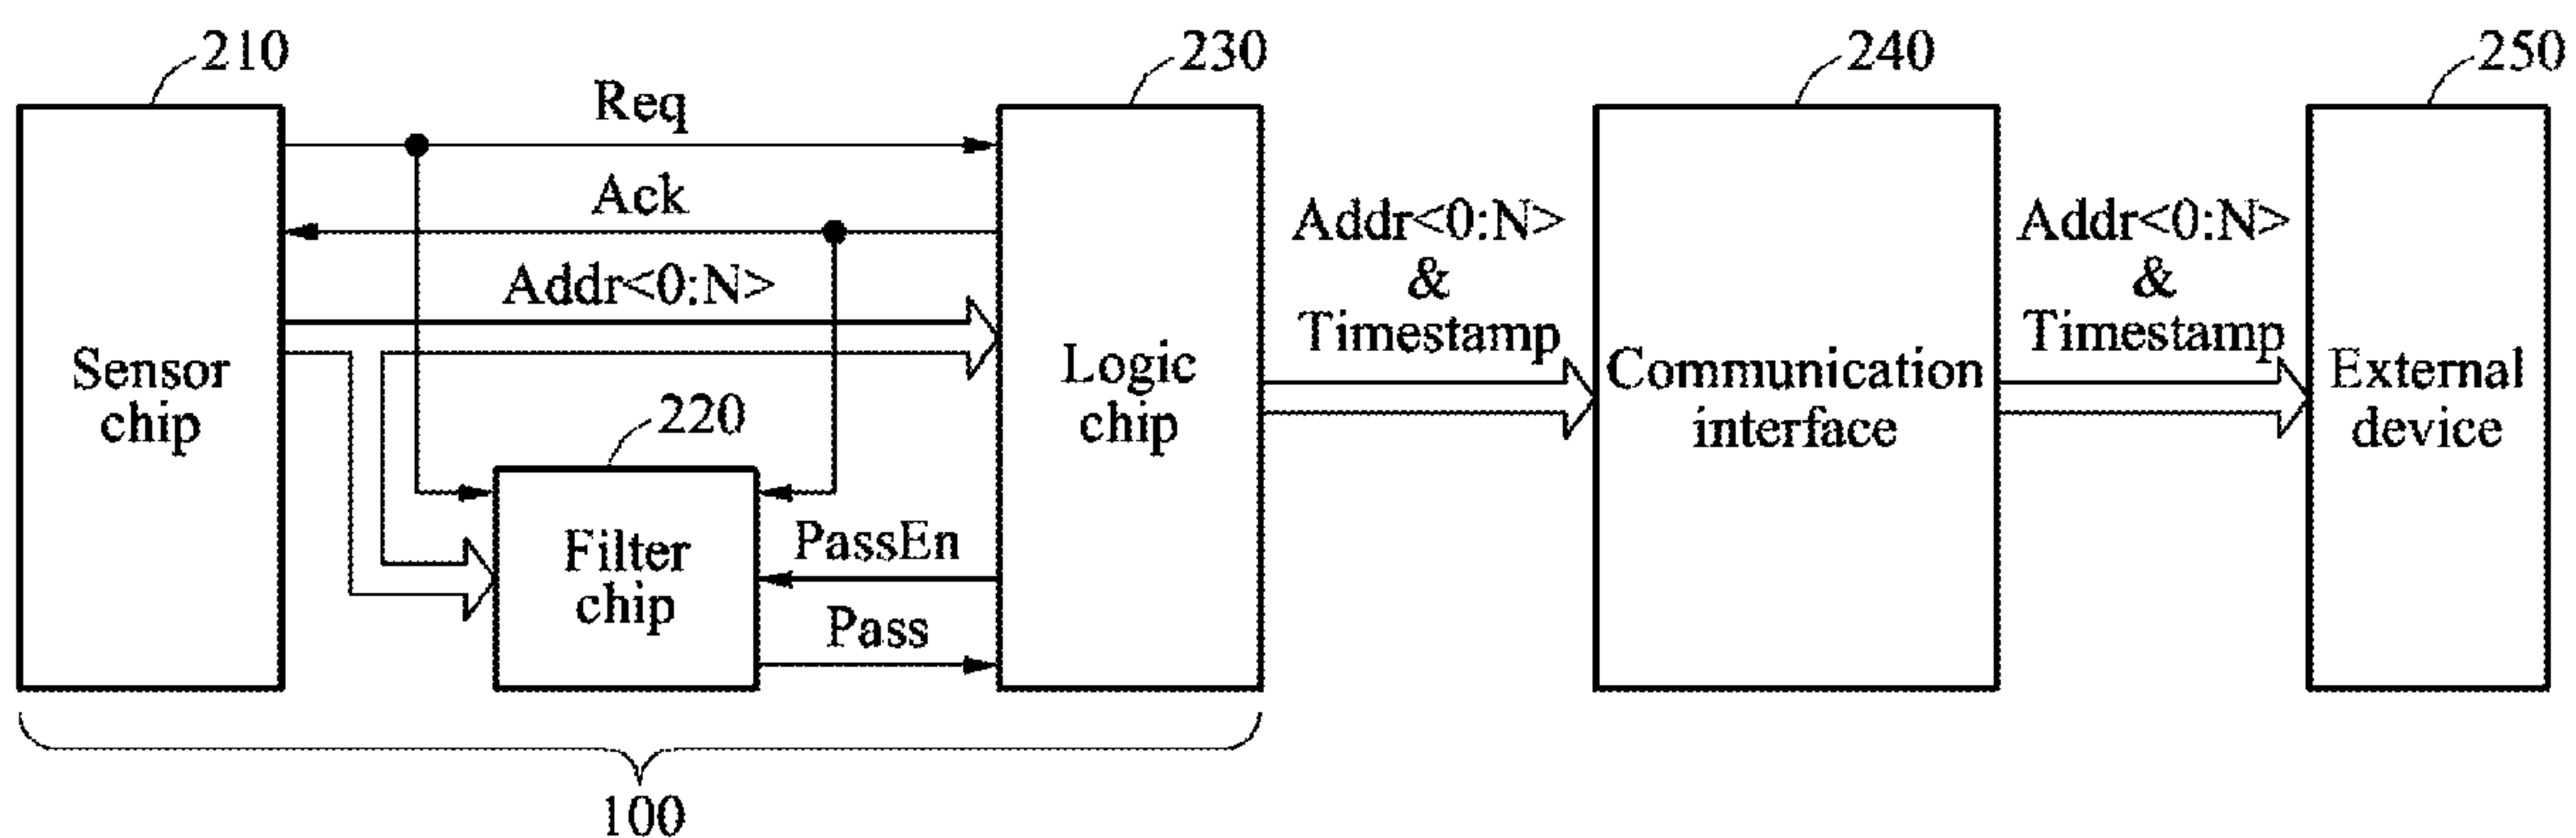 210
230
240
250
Req
Ack
Addr<0:N>
Addr<0:N>
&
Timestamp
Addr<0:N>
&
Timestamp
Sensor
chip
Logic
chip
Communication
interface
External
device
220
Filter
chip
PassEn
Pass
100